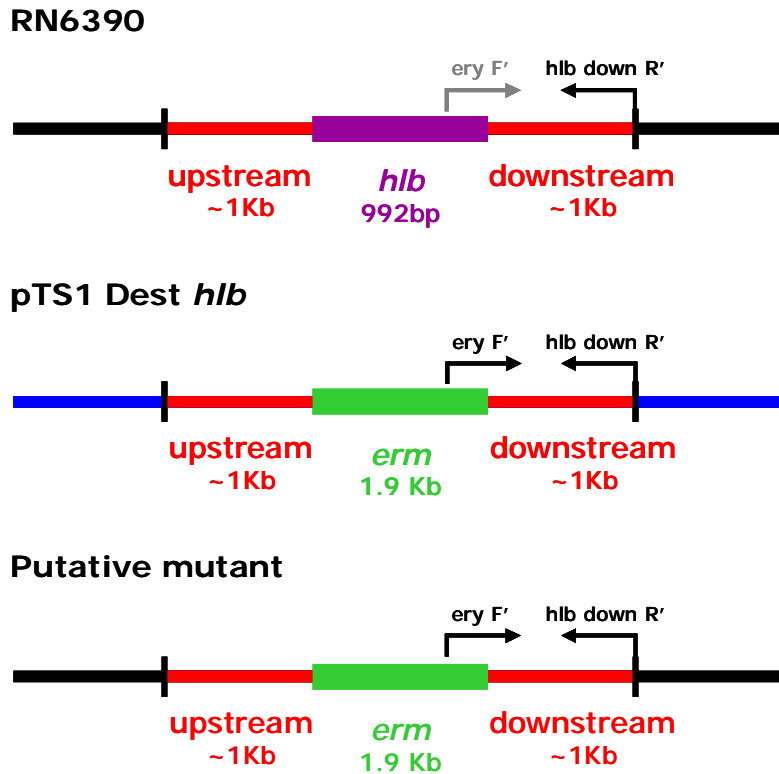 RN6390
ery F' hlb down R'
upstream hlb downstream
~1Kb 992bp ~1Kb
pTS1 Dest hlb
ery F' hlb down R'
upstream erm downstream
~1Kb 1.9 Kb ~1Kb
Putative mutant
ery F' hlb down R'
upstream erm downstream
~1Kb 1.9 Kb ~1Kb